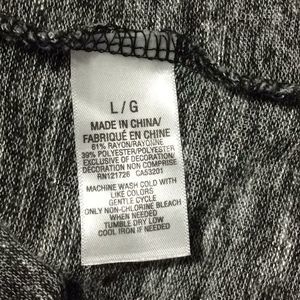 L/G
MADE IN CHINA/
FABRIQUÉ EN CHINE
61% RAYON/RAYONNE
39% POLYESTER/POLYESTER
EXCLUSIVE OF DECORATION/
DECORATION NON COMPRISE
RN121726 CA53201
MACHINE WASH COLD WITH
LIKE COLORS
GENTLE CYCLE
ONLY NON-CHLORINE BLEACH
WHEN NEEDED
TUMBLE DRY LOW
COOL IRON IF NEEDED